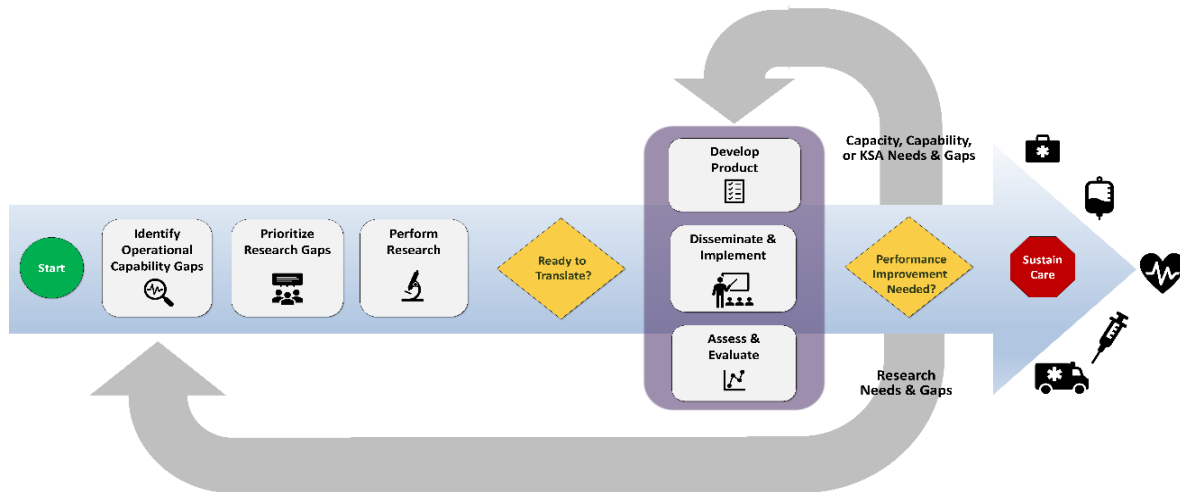 Start
Identify
Operational
Capability Gaps
Prioritize
Research Gaps
Perform
Research
Ready to
Translate?
Develop
Product
Disseminate &
Implement
Assess &
Evaluate
Capacity, Capability,
or KSA Needs & Gaps
Performance
Improvement
Needed?
Research
Needs & Gaps
Sustain
Care